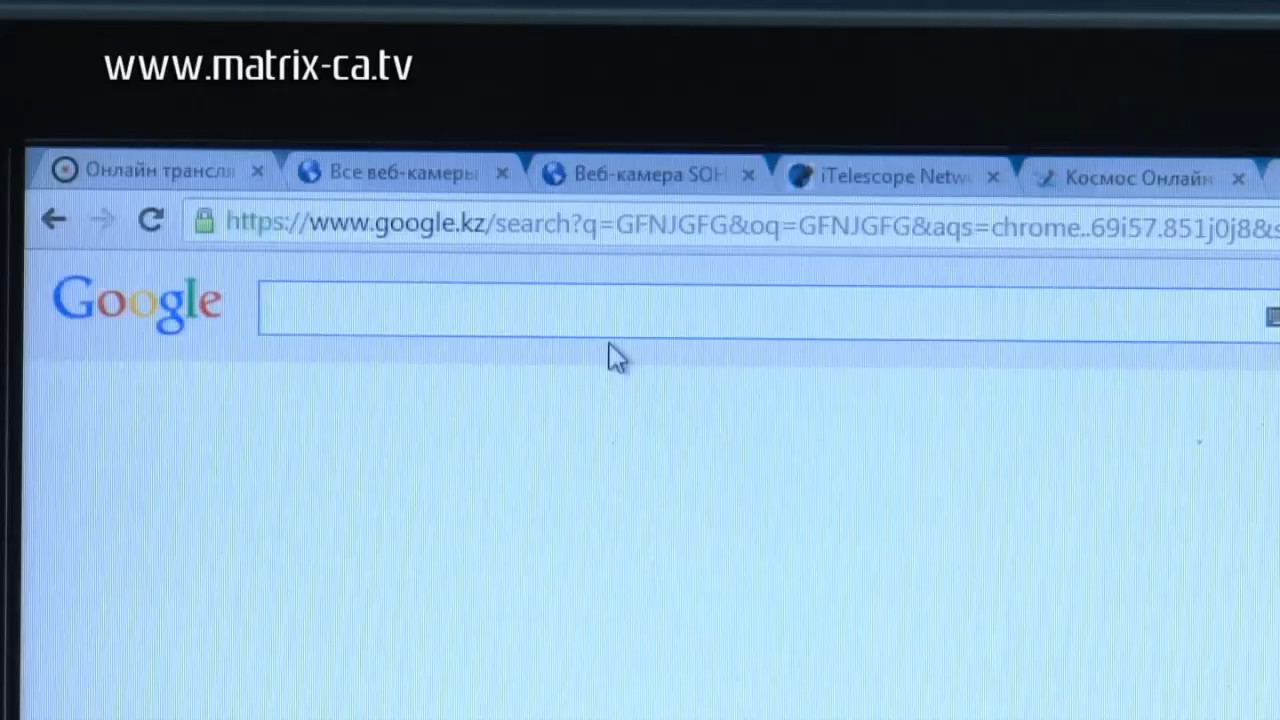 www.matrix-ca.tv
Онлайн трансля
Все веб-камеры
Веб-камера SOH
iTelescope Netw
Космос Онлайн
https://www.google.kz/search?q=GFNJGFG&oq=GFNJGFG&aqs=chrome..69i57.851j0j8&s
Google